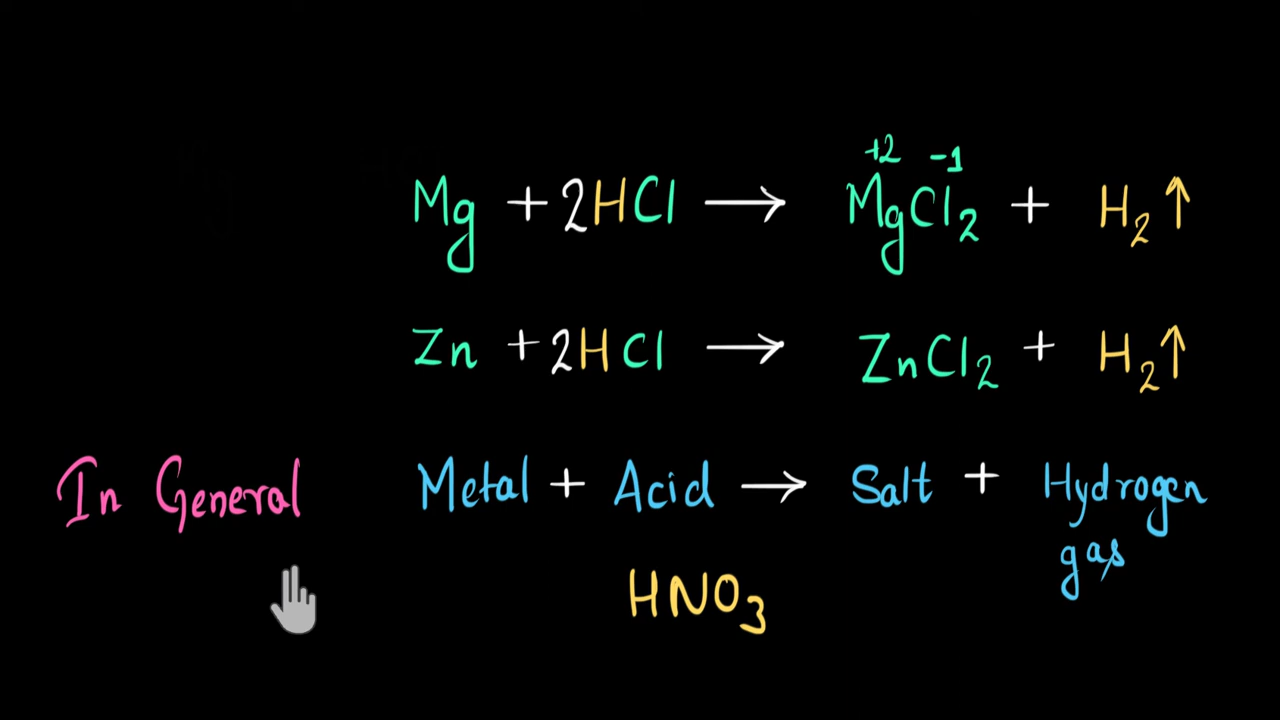 +2 -1
Mg + 2HCl → MgCl₂ + H₂↑
Zn + 2HCl → ZnCl₂ + H₂↑
In General Metal + Acid → Salt + Hydrogen
gas
HNO₃